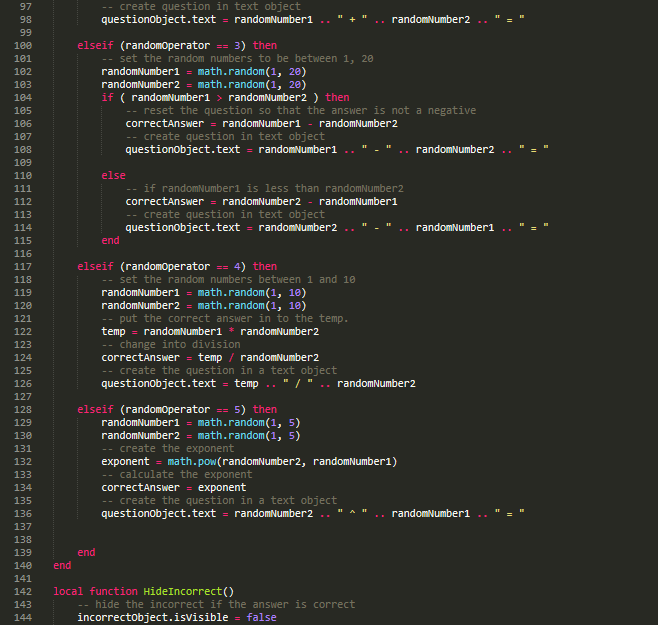 97 -- create question in text object
98 questionObject.text = randomNumber1 .. " + " .. randomNumber2 .. " = "
99
100 elseif (randomOperator == 3) then
101 -- set the random numbers to be between 1, 20
102 randomNumber1 = math.random(1, 20)
103 randomNumber2 = math.random(1, 20)
104 if ( randomNumber1 > randomNumber2 ) then
105 -- reset the question so that the answer is not a negative
106 correctAnswer = randomNumber1 - randomNumber2
107 -- create question in text object
108 questionObject.text = randomNumber1 .. " - " .. randomNumber2 .. " = "
109
110 else
111 -- if randomNumber1 is less than randomNumber2
112 correctAnswer = randomNumber2 - randomNumber1
113 -- create question in text object
114 questionObject.text = randomNumber2 .. " - " .. randomNumber1 .. " = "
115 end
116
117 elseif (randomOperator == 4) then
118 -- set the random numbers between 1 and 10
119 randomNumber1 = math.random(1, 10)
120 randomNumber2 = math.random(1, 10)
121 -- put the correct answer in to the temp.
122 temp = randomNumber1 * randomNumber2
123 -- change into division
124 correctAnswer = temp / randomNumber2
125 -- create the question in a text object
126 questionObject.text = temp .. " / " .. randomNumber2
127
128 elseif (randomOperator == 5) then
129 randomNumber1 = math.random(1, 5)
130 randomNumber2 = math.random(1, 5)
131 -- create the exponent
132 exponent = math.pow(randomNumber2, randomNumber1)
133 -- calculate the exponent
134 correctAnswer = exponent
135 -- create the question in a text object
136 questionObject.text = randomNumber2 .. " ^ " .. randomNumber1 .. " = "
137
138
139 end
140 end
141
142 local function HideIncorrect()
143 -- hide the incorrect if the answer is correct
144 incorrectObject.isVisible = false